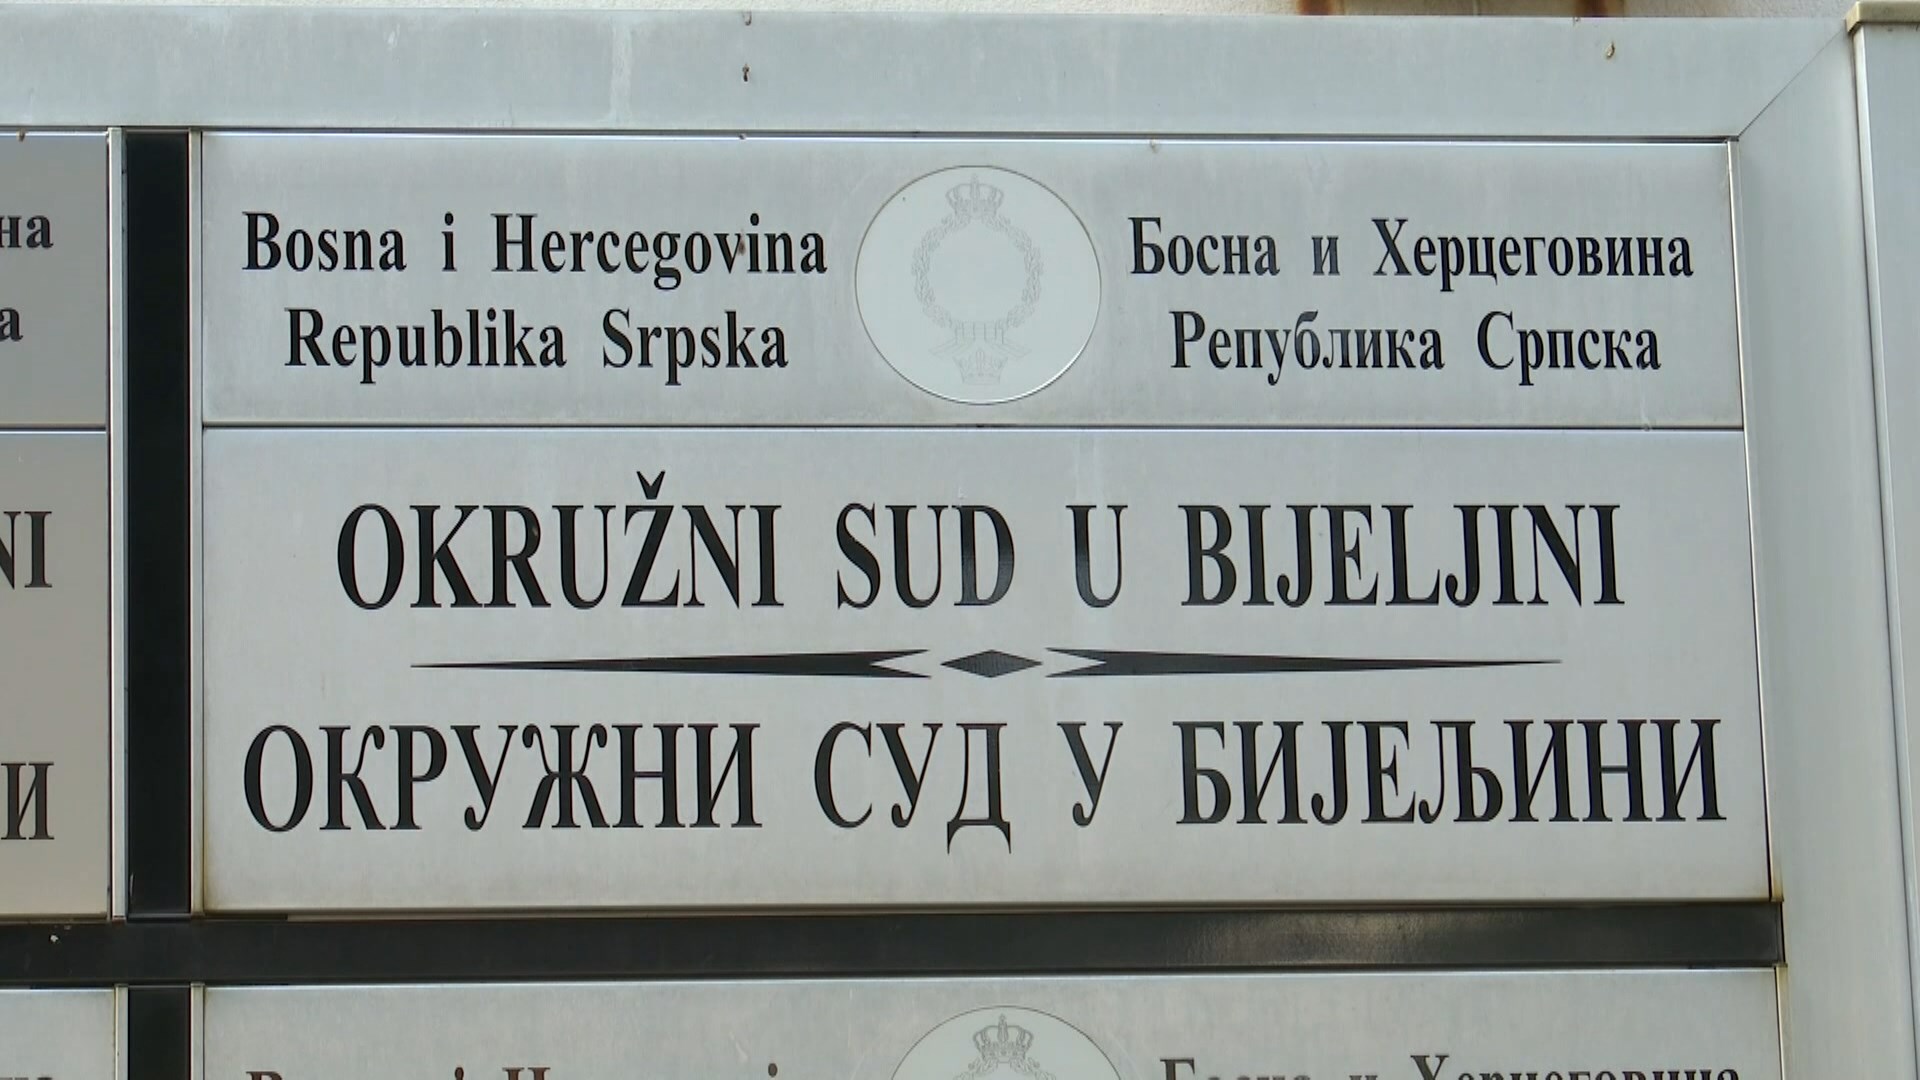 Bosna i Hercegovina
Republika Srpska
Босна и Херцеговина
Република Српска
OKRUŽNI SUD U BIJELJINI
ОКРУЖНИ СУД У БИЈЕЉИНИ